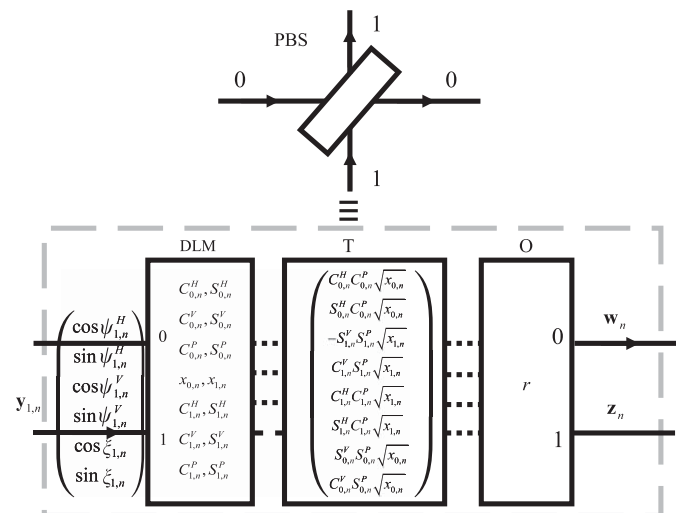 1
PBS
0 0
1
≡
DLM T O
y_{1,n}
cosψ^H_{1,n}
sinψ^H_{1,n}
cosψ^V_{1,n}
sinψ^V_{1,n}
cosξ_{1,n}
sinξ_{1,n}
0
1
C^H_{0,n}, S^H_{0,n}
C^V_{0,n}, S^V_{0,n}
C^P_{0,n}, S^P_{0,n}
x_{0,n}, x_{1,n}
C^H_{1,n}, S^H_{1,n}
C^V_{1,n}, S^V_{1,n}
C^P_{1,n}, S^P_{1,n}
C^H_{0,n}C^P_{0,n}√x_{0,n}
S^H_{0,n}C^P_{0,n}√x_{0,n}
−S^V_{1,n}S^P_{1,n}√x_{1,n}
C^V_{1,n}S^P_{1,n}√x_{1,n}
C^H_{1,n}C^P_{1,n}√x_{1,n}
S^H_{1,n}C^P_{1,n}√x_{1,n}
S^V_{0,n}S^P_{0,n}√x_{0,n}
C^V_{0,n}S^P_{0,n}√x_{0,n}
r
0
1
w_n
z_n